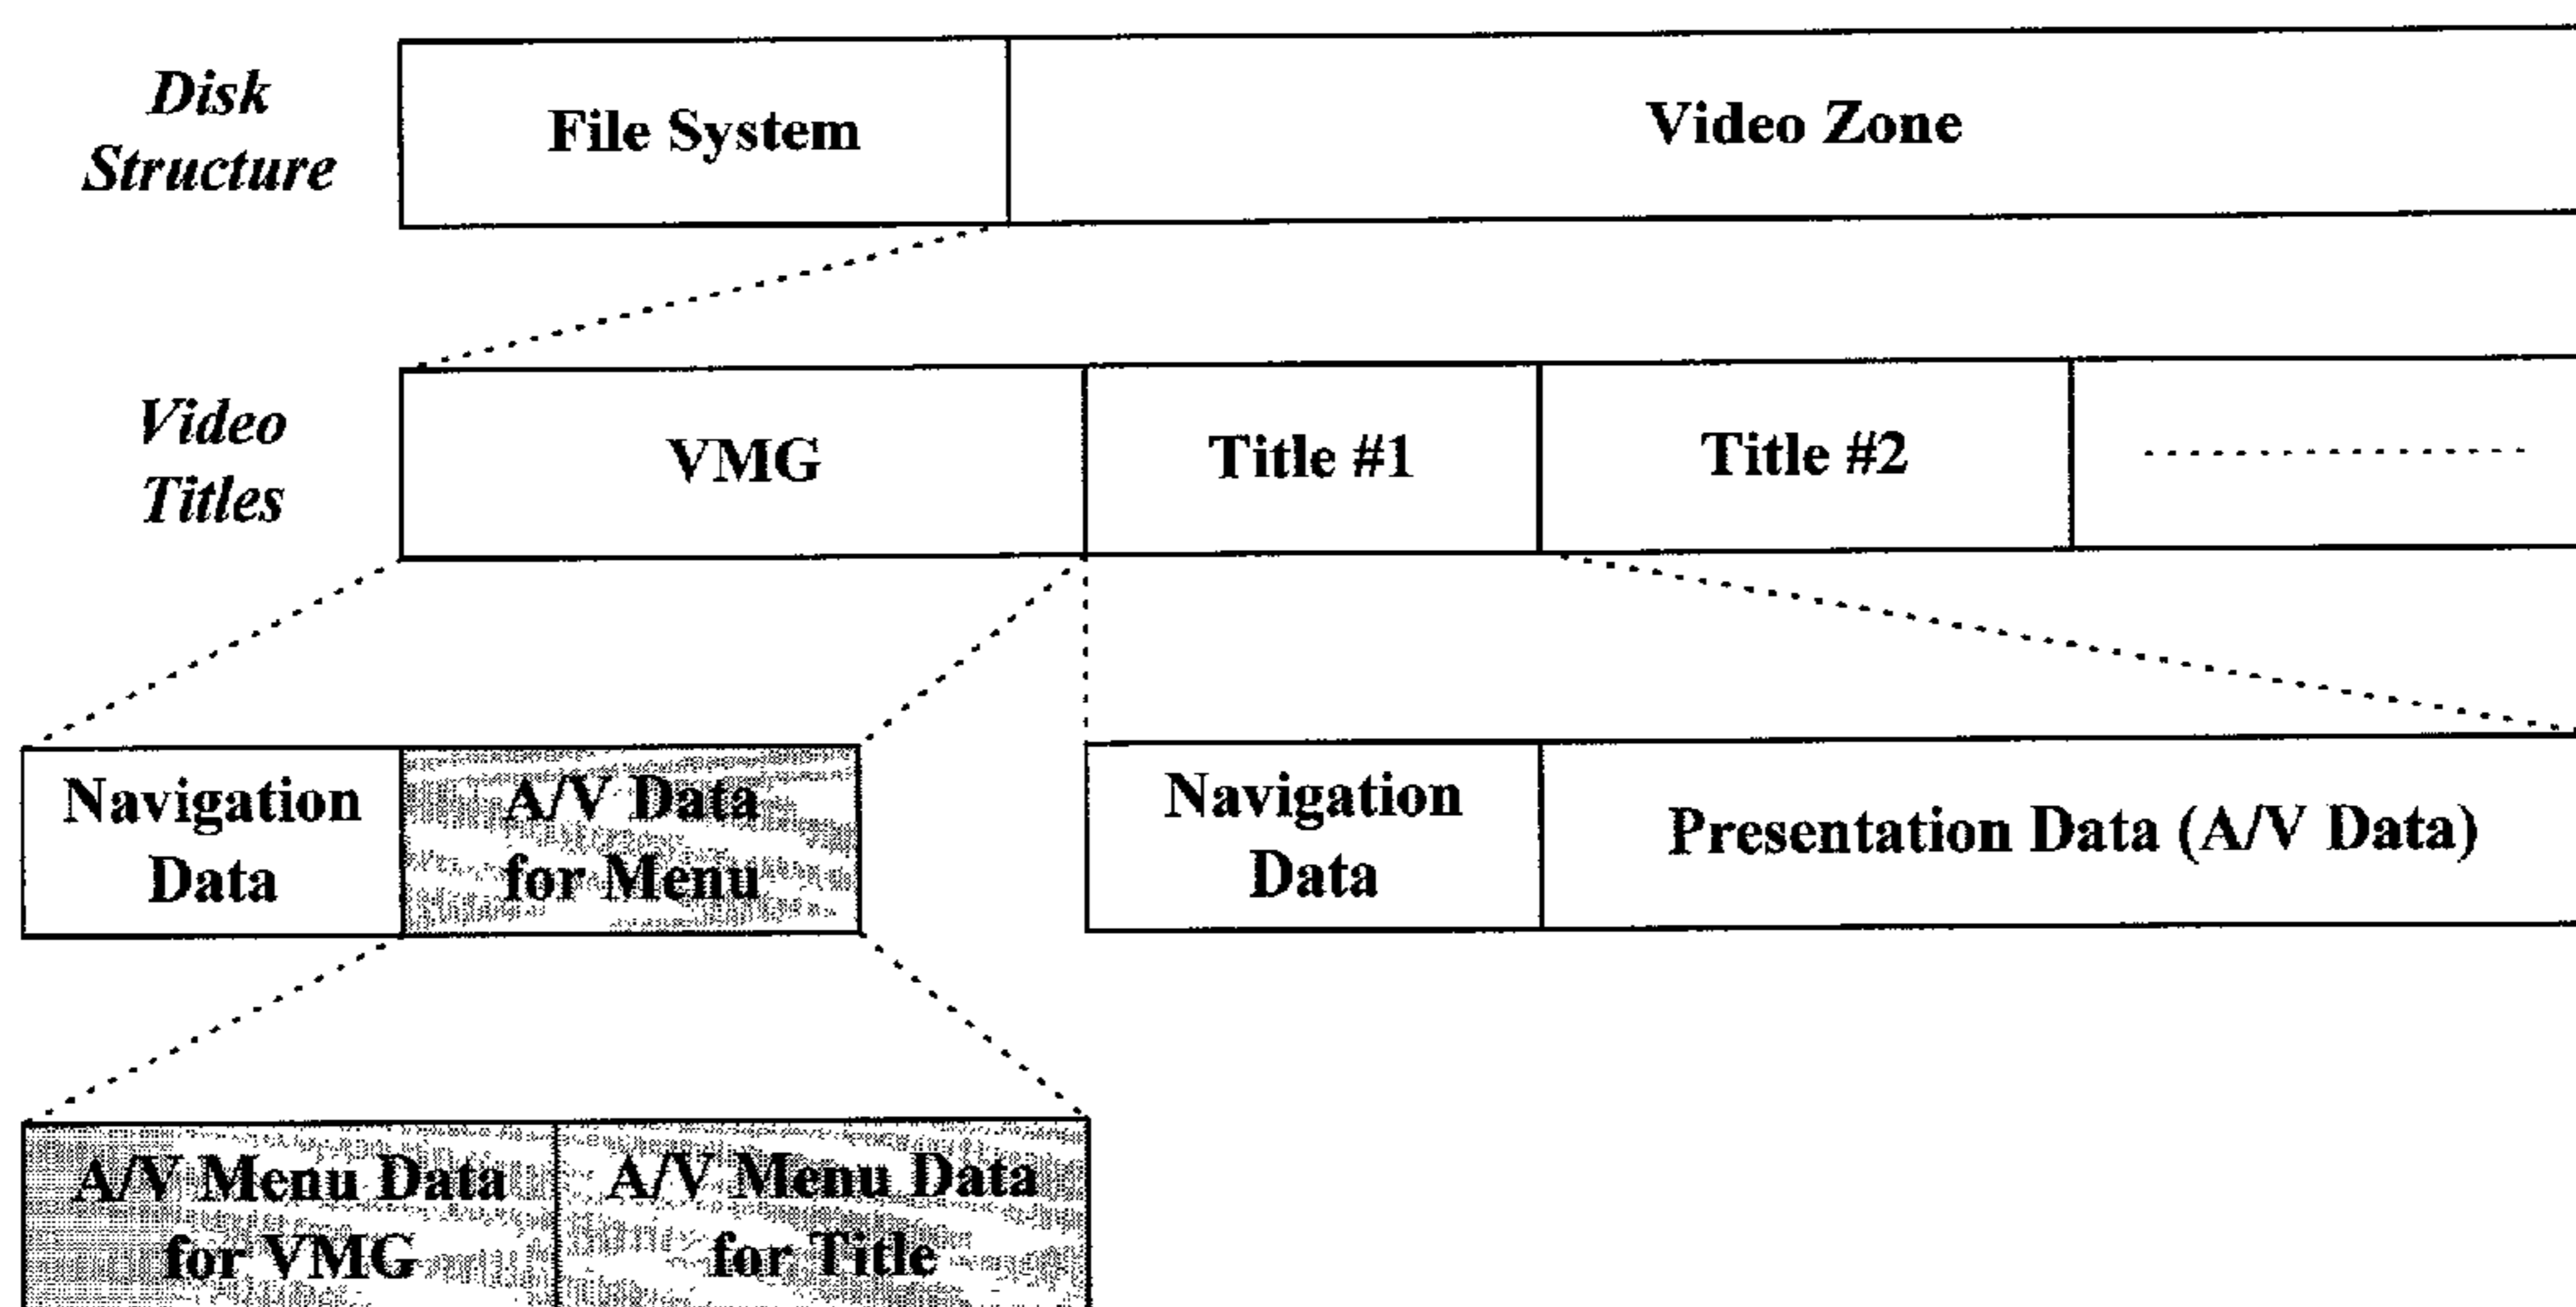 Disk
Structure
File System
Video Zone
Video
Titles
VMG
Title #1
Title #2
Navigation
Data
A/V Data
for Menu
Navigation
Data
Presentation Data (A/V Data)
A/V Menu Data
for VMG
A/V Menu Data
for Title